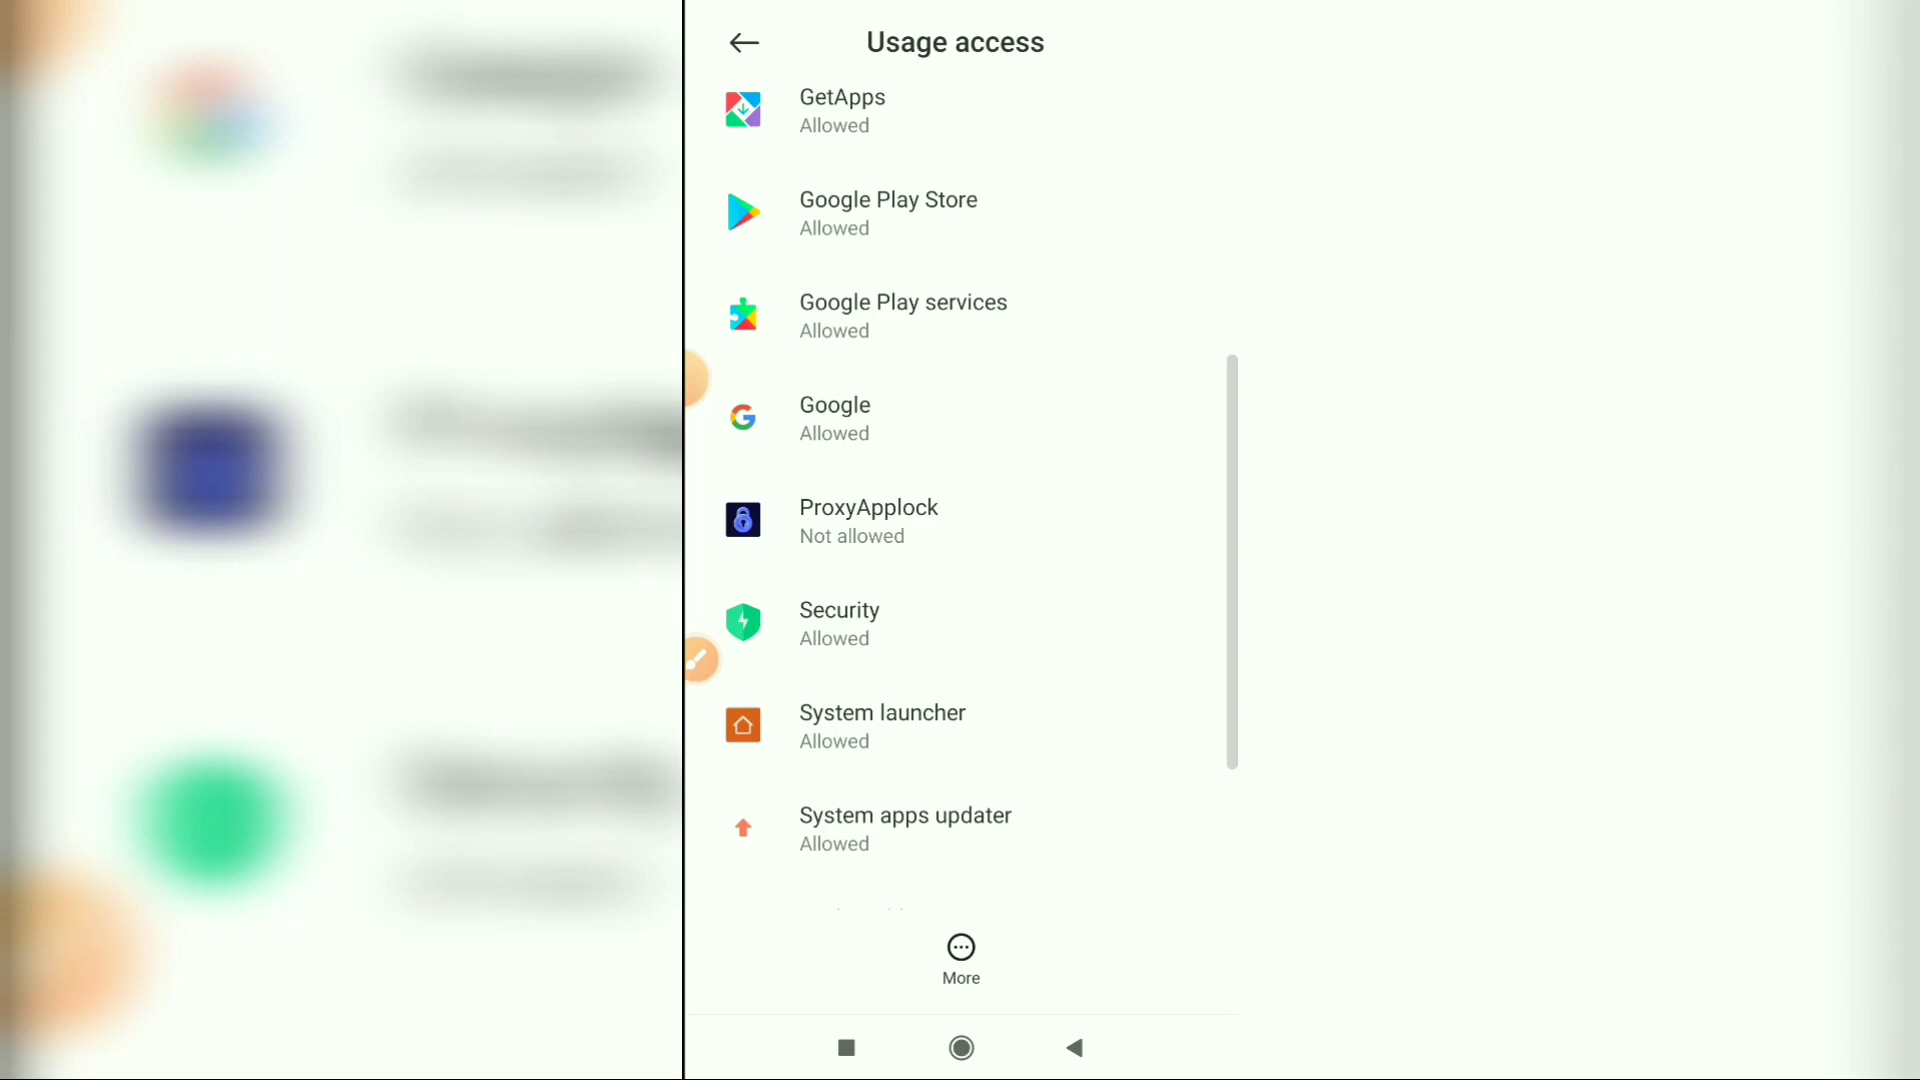 Usage access
GetApps
Allowed
Google Play Store
Allowed
Google Play services
Allowed
Google
Allowed
ProxyApplock
Not allowed
Security
Allowed
System launcher
Allowed
System apps updater
Allowed
More